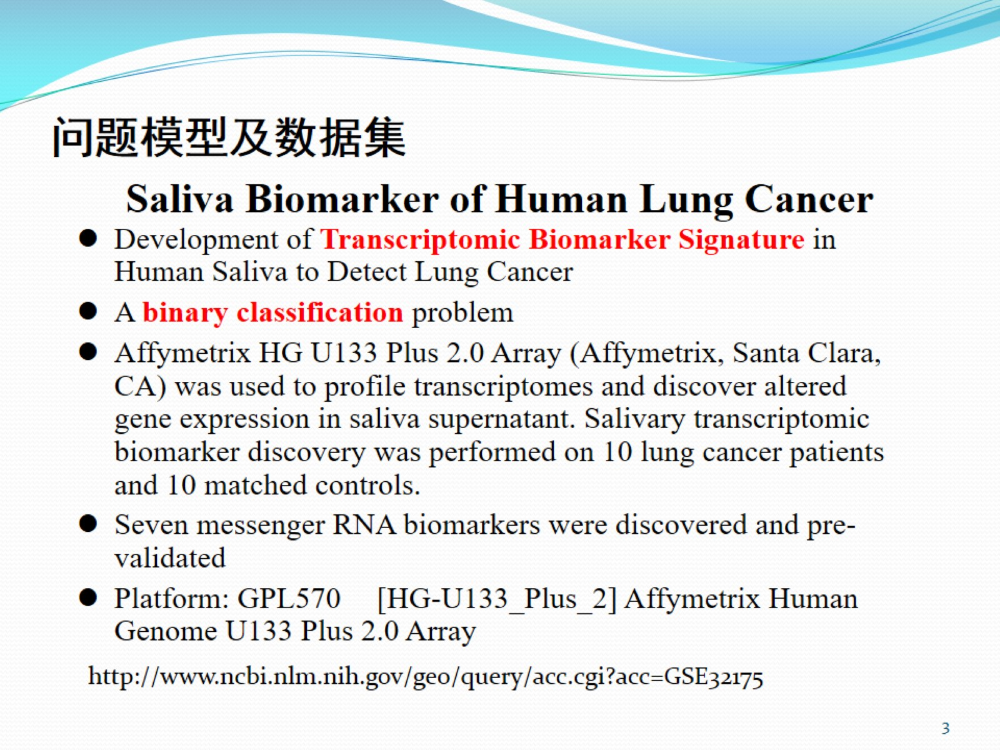 问题模型及数据集
Saliva Biomarker of Human Lung Cancer
● Development of Transcriptomic Biomarker Signature in
Human Saliva to Detect Lung Cancer
● A binary classification problem
● Affymetrix HG U133 Plus 2.0 Array (Affymetrix, Santa Clara,
CA) was used to profile transcriptomes and discover altered
gene expression in saliva supernatant. Salivary transcriptomic
biomarker discovery was performed on 10 lung cancer patients
and 10 matched controls.
● Seven messenger RNA biomarkers were discovered and pre-
validated
● Platform: GPL570 [HG-U133_Plus_2] Affymetrix Human
Genome U133 Plus 2.0 Array
http://www.ncbi.nlm.nih.gov/geo/query/acc.cgi?acc=GSE32175
3